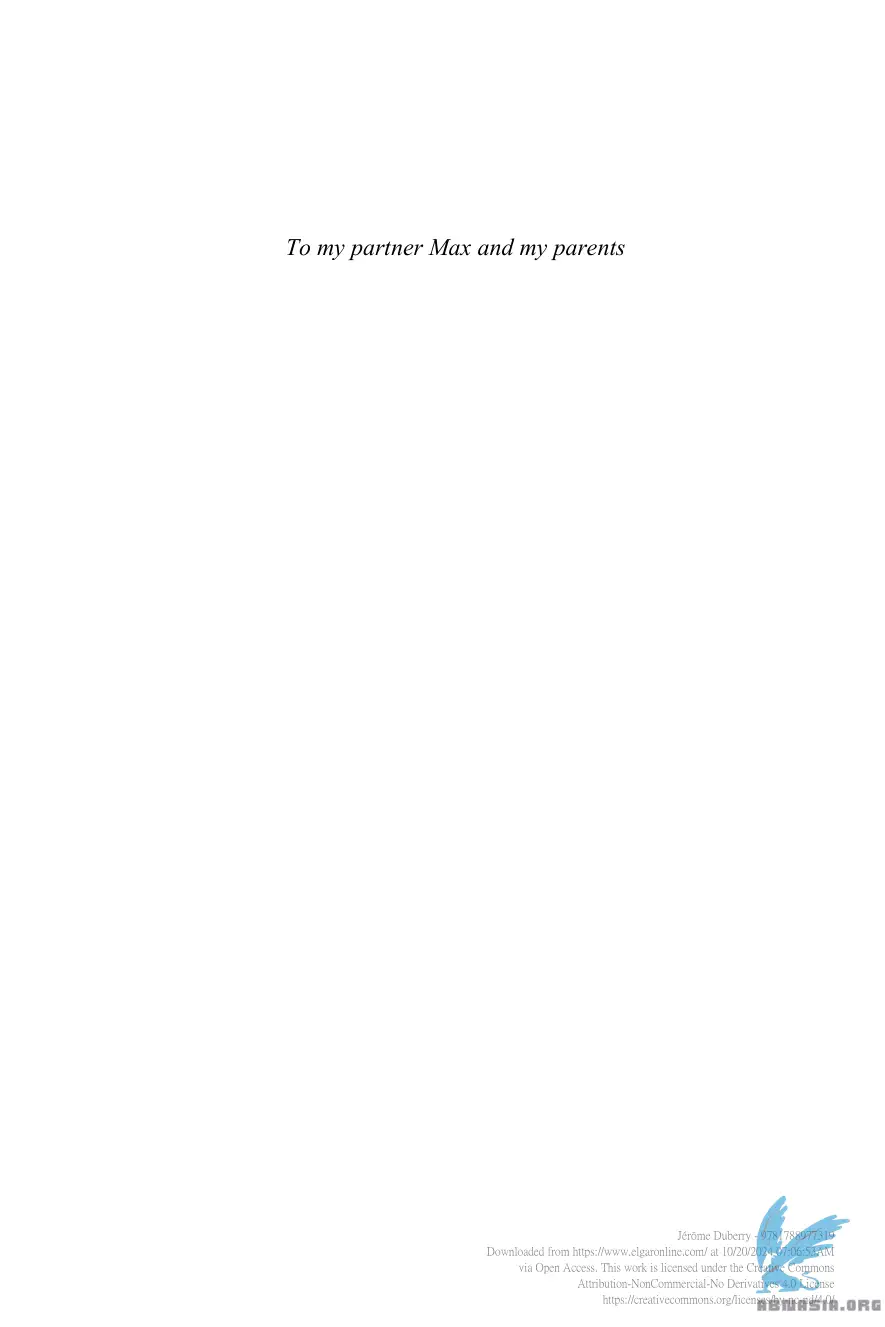 To my partner Max and my parents
Jérôme Duberry - 9781788977319
Downloaded from https://www.elgaronline.com/ at 10/20/2024 07:06:53AM
via Open Access. This work is licensed under the Creative Commons
Attribution-NonCommercial-No Derivatives 4.0 License
https://creativecommons.org/licenses/by-nc-nd/4.0/
ABNASIA.ORG